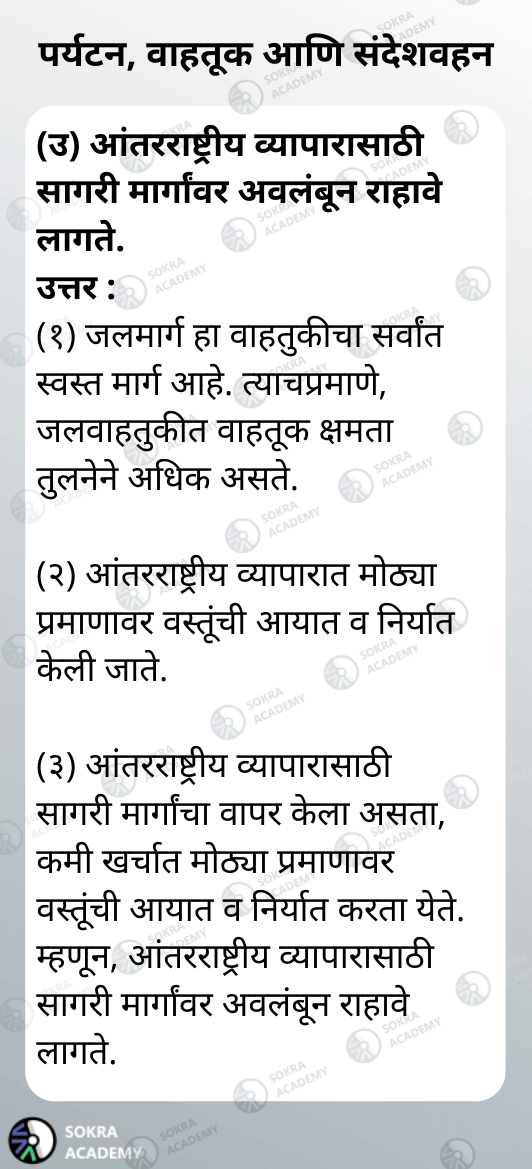 पर्यटन, वाहतूक आणि संदेशवहन
(उ) आंतरराष्ट्रीय व्यापारासाठी
सागरी मार्गांवर अवलंबून राहावे
लागते.
उत्तर :
(१) जलमार्ग हा वाहतुकीचा सर्वांत
स्वस्त मार्ग आहे. त्याचप्रमाणे,
जलवाहतुकीत वाहतूक क्षमता
तुलनेने अधिक असते.
(२) आंतरराष्ट्रीय व्यापारात मोठ्या
प्रमाणावर वस्तूंची आयात व निर्यात
केली जाते.
(३) आंतरराष्ट्रीय व्यापारासाठी
सागरी मार्गांचा वापर केला असता,
कमी खर्चात मोठ्या प्रमाणावर
वस्तूंची आयात व निर्यात करता येते.
म्हणून, आंतरराष्ट्रीय व्यापारासाठी
सागरी मार्गांवर अवलंबून राहावे
लागते.
SOKRA
ACADEMY